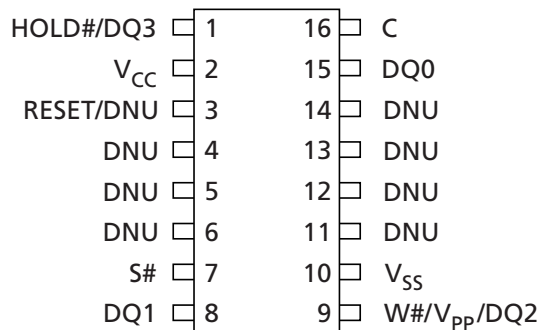 HOLD#/DQ3 1 16 C
VCC 2 15 DQ0
RESET/DNU 3 14 DNU
DNU 4 13 DNU
DNU 5 12 DNU
DNU 6 11 DNU
S# 7 10 VSS
DQ1 8 9 W#/VPP/DQ2